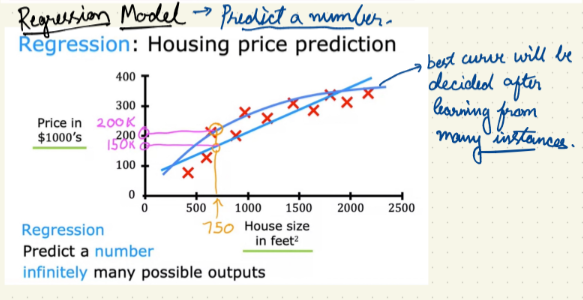 Regression Model → Predict a number.
Regression: Housing price prediction
best curve will be
decided after
learning from
many instances.
400
300
200
100
0
Price in
$1000's
200K
150K
0
500
1000
1500
2000
2500
750
House size
in feet²
Regression
Predict a number
infinitely many possible outputs